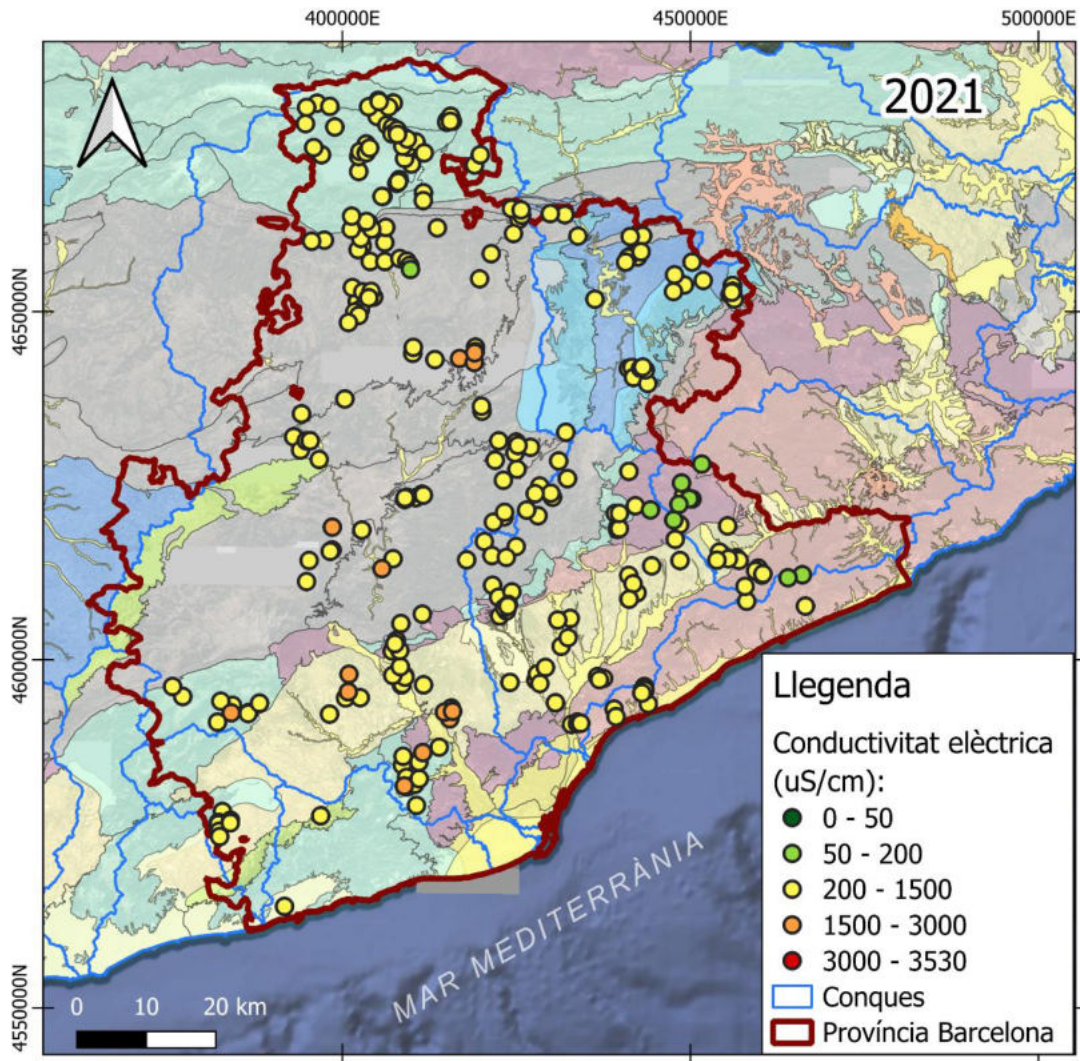 400000E 450000E 500000E
2021
4650000N
4600000N
4550000N
Llegenda
Conductivitat elèctrica
(uS/cm):
0 - 50
50 - 200
200 - 1500
1500 - 3000
3000 - 3530
Conques
Província Barcelona
MAR MEDITERRÀNIA
0 10 20 km